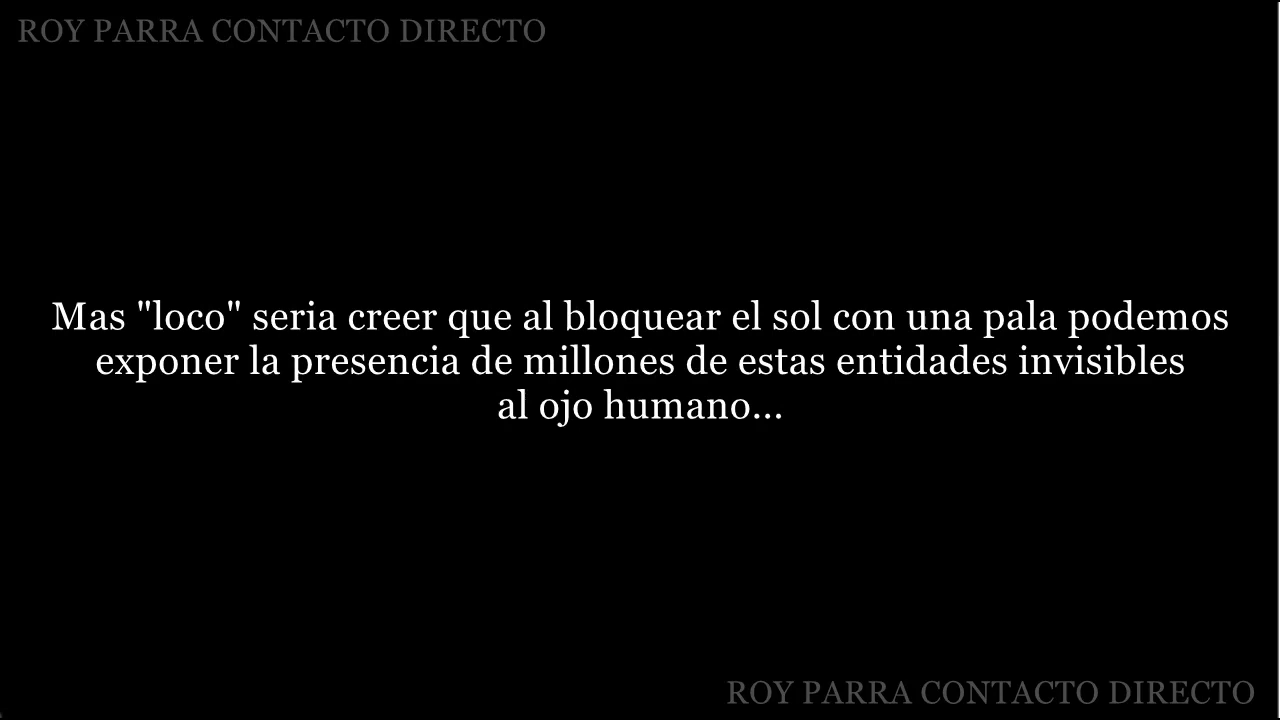 ROY PARRA CONTACTO DIRECTO
Mas "loco" seria creer que al bloquear el sol con una pala podemos
exponer la presencia de millones de estas entidades invisibles
al ojo humano...
ROY PARRA CONTACTO DIRECTO